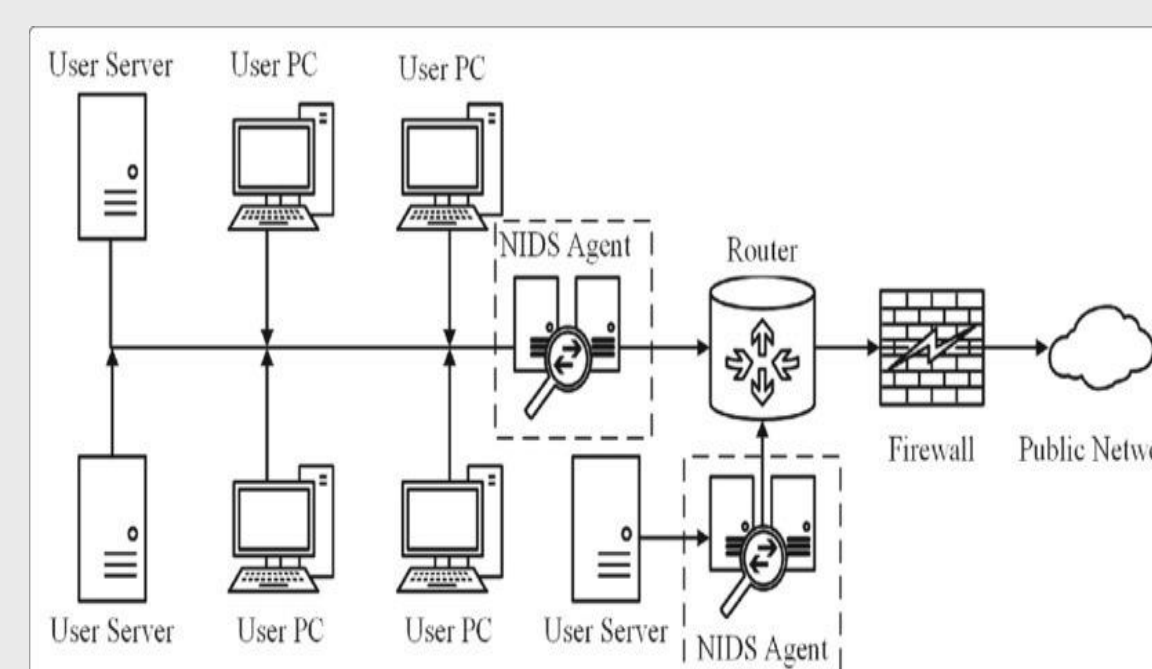 User Server
User PC
User PC
NIDS Agent
Router
Firewall
Public
User Server
User PC
User PC
User Server
NIDS Agent